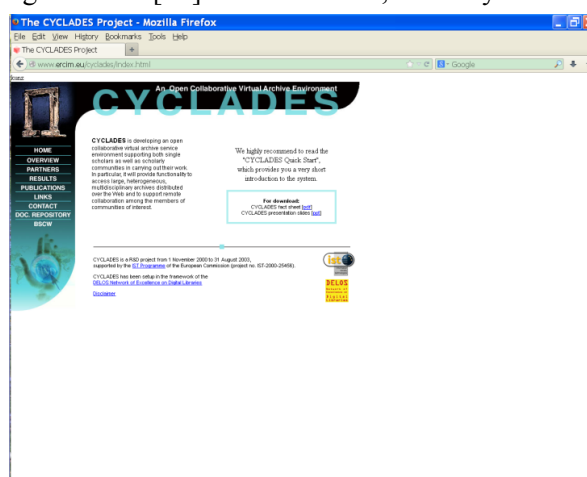 The CYCLADES Project - Mozilla Firefox
File Edit View History Bookmarks Tools Help
The CYCLADES Project +
www.ercim.eu/cyclades/index.html
Google
An Open Collaborative Virtual Archive Environment
CYCLADES
HOME
OVERVIEW
PARTNERS
RESULTS
PUBLICATIONS
LINKS
CONTACT
DOC. REPOSITORY
BSCW
CYCLADES is developing an open
collaborative virtual archive service
environment supporting both single
scholars as well as scholarly
communities in carrying out their work.
In particular, it will provide functionality to
access large, heterogeneous,
multidisciplinary archives distributed
over the Web and to support remote
collaboration among the members of
communities of interest.
We highly recommend to read the
"CYCLADES Quick Start",
which provides you a very short
introduction to the system.
For download:
CYCLADES fact sheet [pdf]
CYCLADES presentation slides [ppt]
CYCLADES is a R&D project from 1 November 2000 to 31 August 2003,
supported by the IST Programme of the European Commission (project no. IST-2000-25456).
CYCLADES has been setup in the framework of the
DELOS Network of Excellence on Digital Libraries
Disclaimer
ist
DELOS